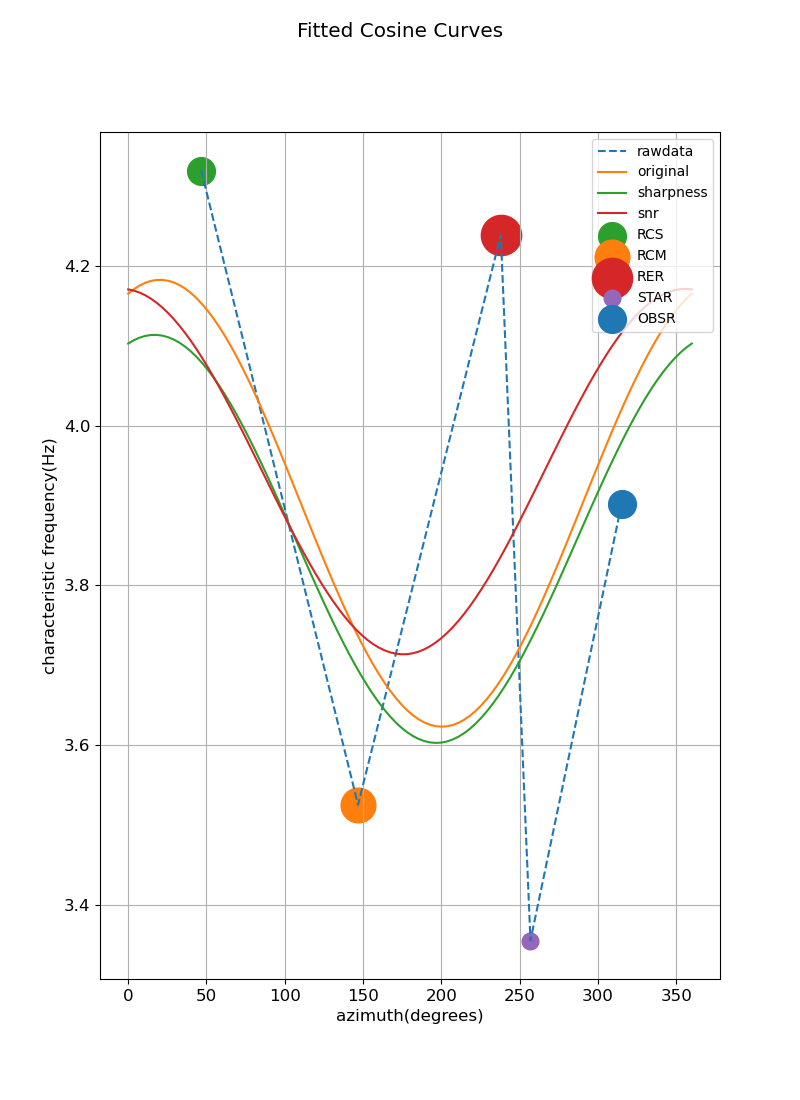 Fitted Cosine Curves
rawdata
original
sharpness
snr
RCS
RCM
RER
STAR
OBSR
characteristic frequency(Hz)
4.2
4.0
3.8
3.6
3.4
0 50 100 150 200 250 300 350
azimuth(degrees)